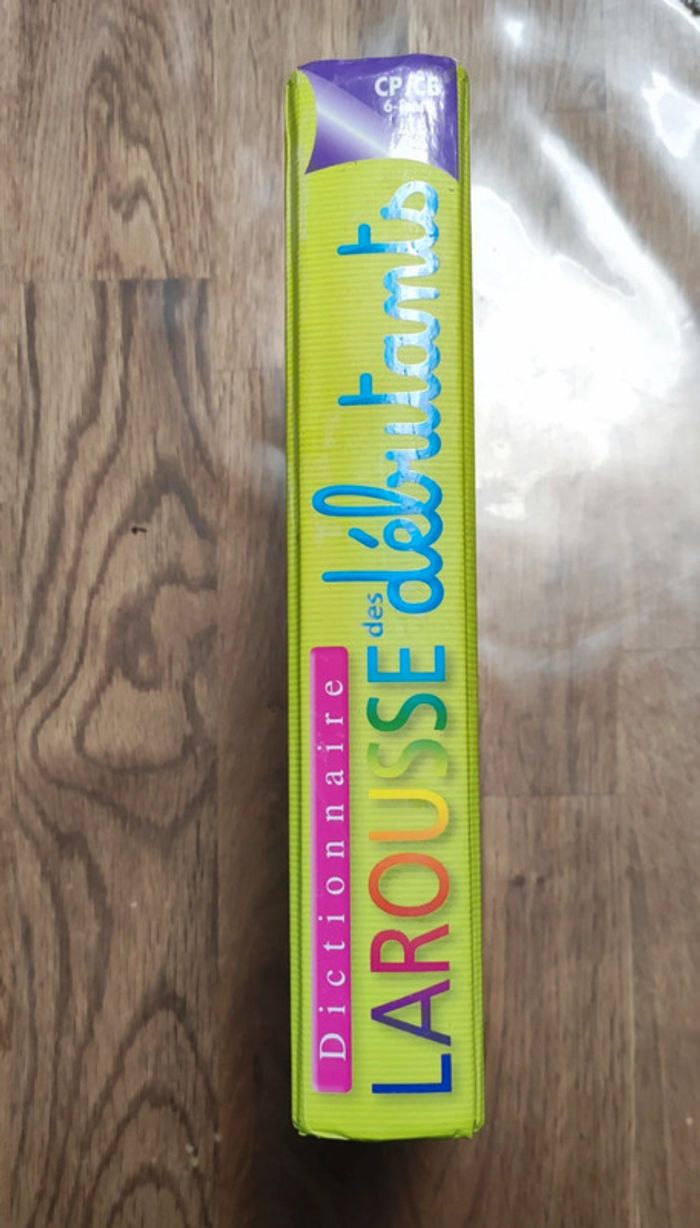 CP/CE
Dictionnaire
LAROUSSE des débutants